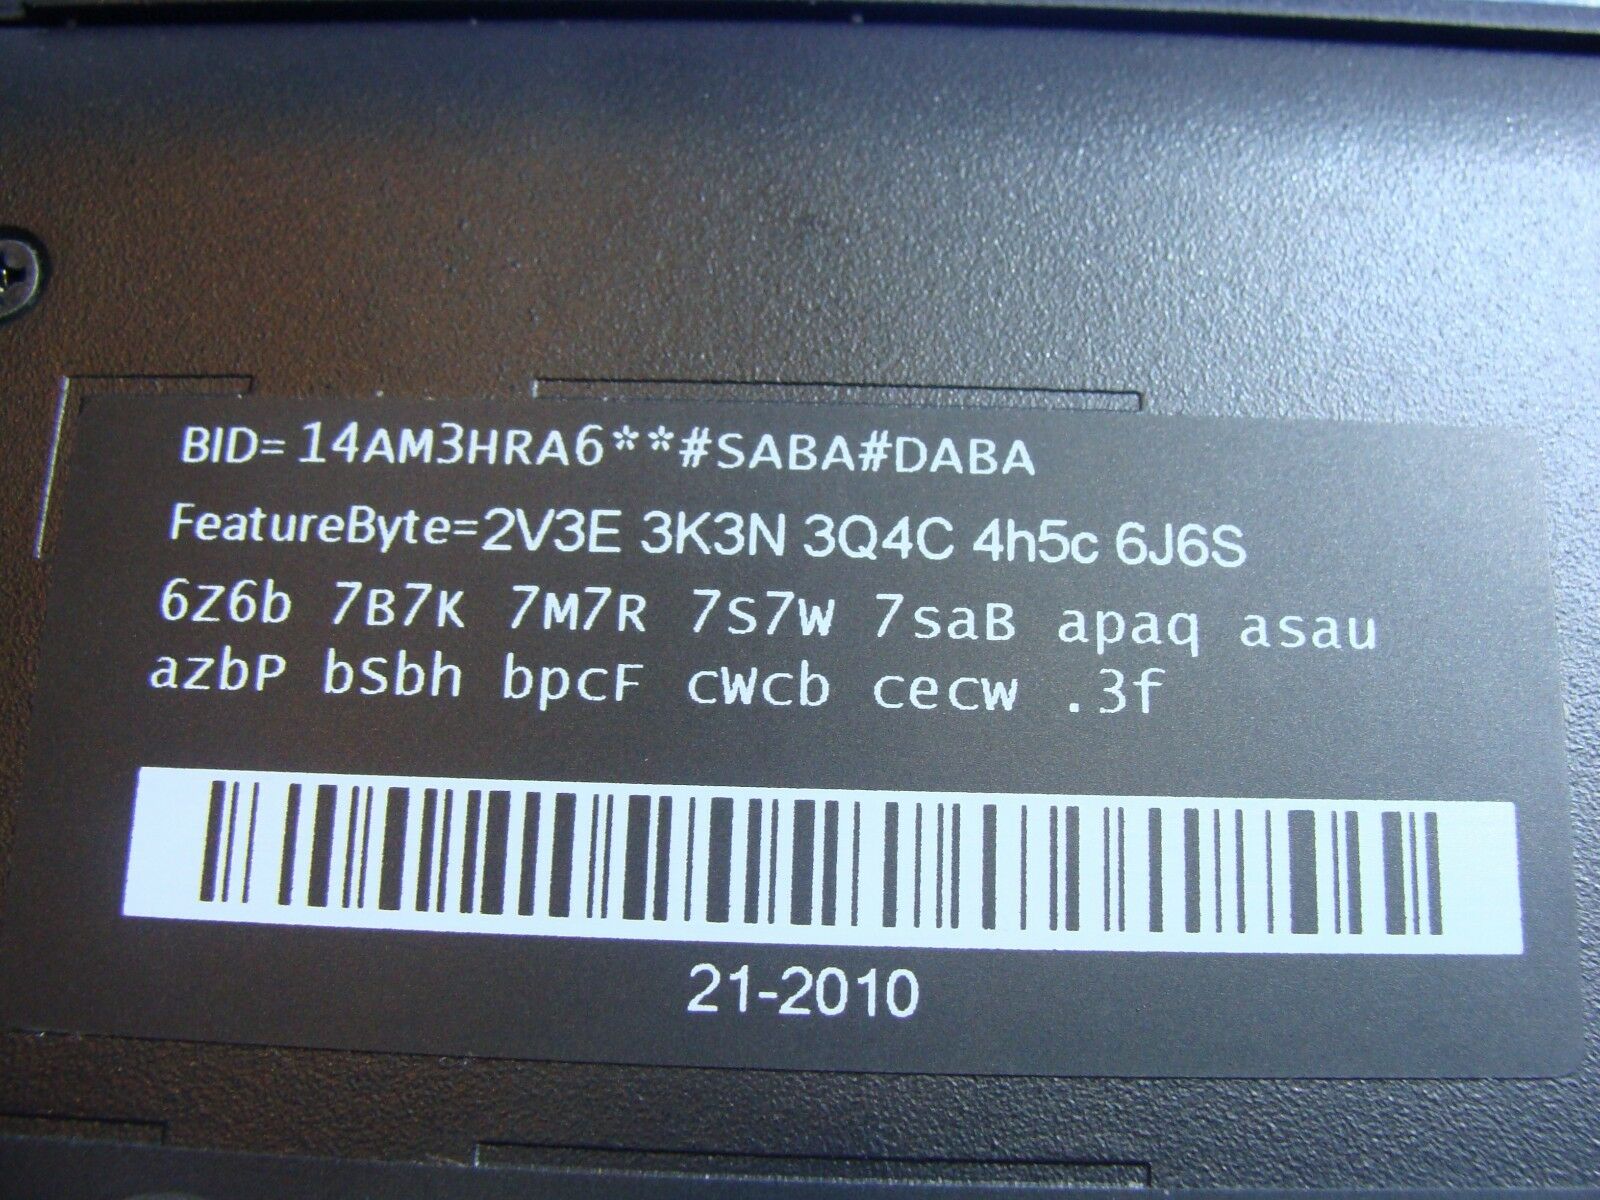 BID=14AM3HRA6**#SABA#DABA
FeatureByte=2V3E 3K3N 3Q4C 4h5c 6J6S
6z6b 7B7K 7M7R 7S7W 7saB apaq asau
azbP bSbh bpcF cWcb cecw .3f
21-2010